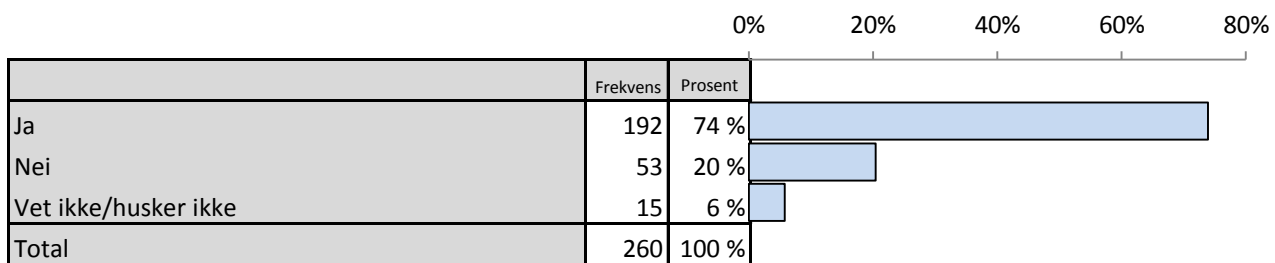 0% 20% 40% 60% 80%
Frekvens Prosent
Ja 192 74 %
Nei 53 20 %
Vet ikke/husker ikke 15 6 %
Total 260 100 %